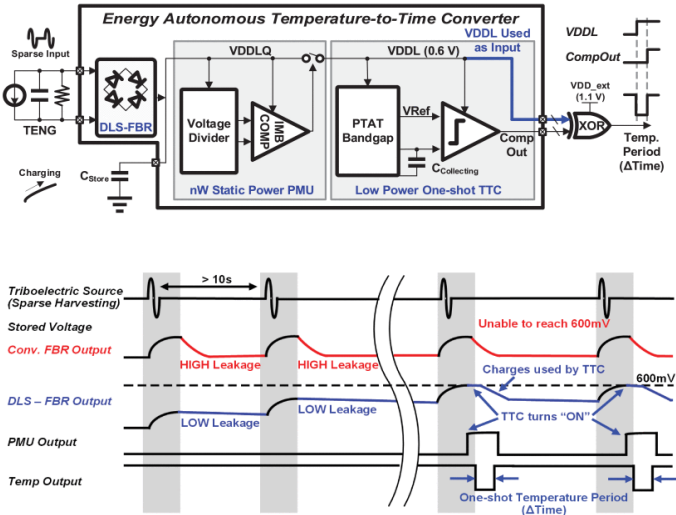 Energy Autonomous Temperature-to-Time Converter
Sparse Input
TENG
Charging
DLS-FBR
CStore
VDDLQ
Voltage
Divider
IMB
COMP
nW Static Power PMU
VDDL (0.6 V)
VDDL Used
as Input
PTAT
Bandgap
VRef
CCollecting
Comp
Out
Low Power One-shot TTC
VDD_ext
(1.1 V)
XOR
VDDL
CompOut
Temp.
Period
(ΔTime)
Triboelectric Source
(Sparse Harvesting)
> 10s
Stored Voltage
Conv. FBR Output
HIGH Leakage
HIGH Leakage
Unable to reach 600mV
Charges used by TTC
600mV
DLS – FBR Output
LOW Leakage
LOW Leakage
TTC turns “ON”
PMU Output
Temp Output
One-shot Temperature Period
(ΔTime)